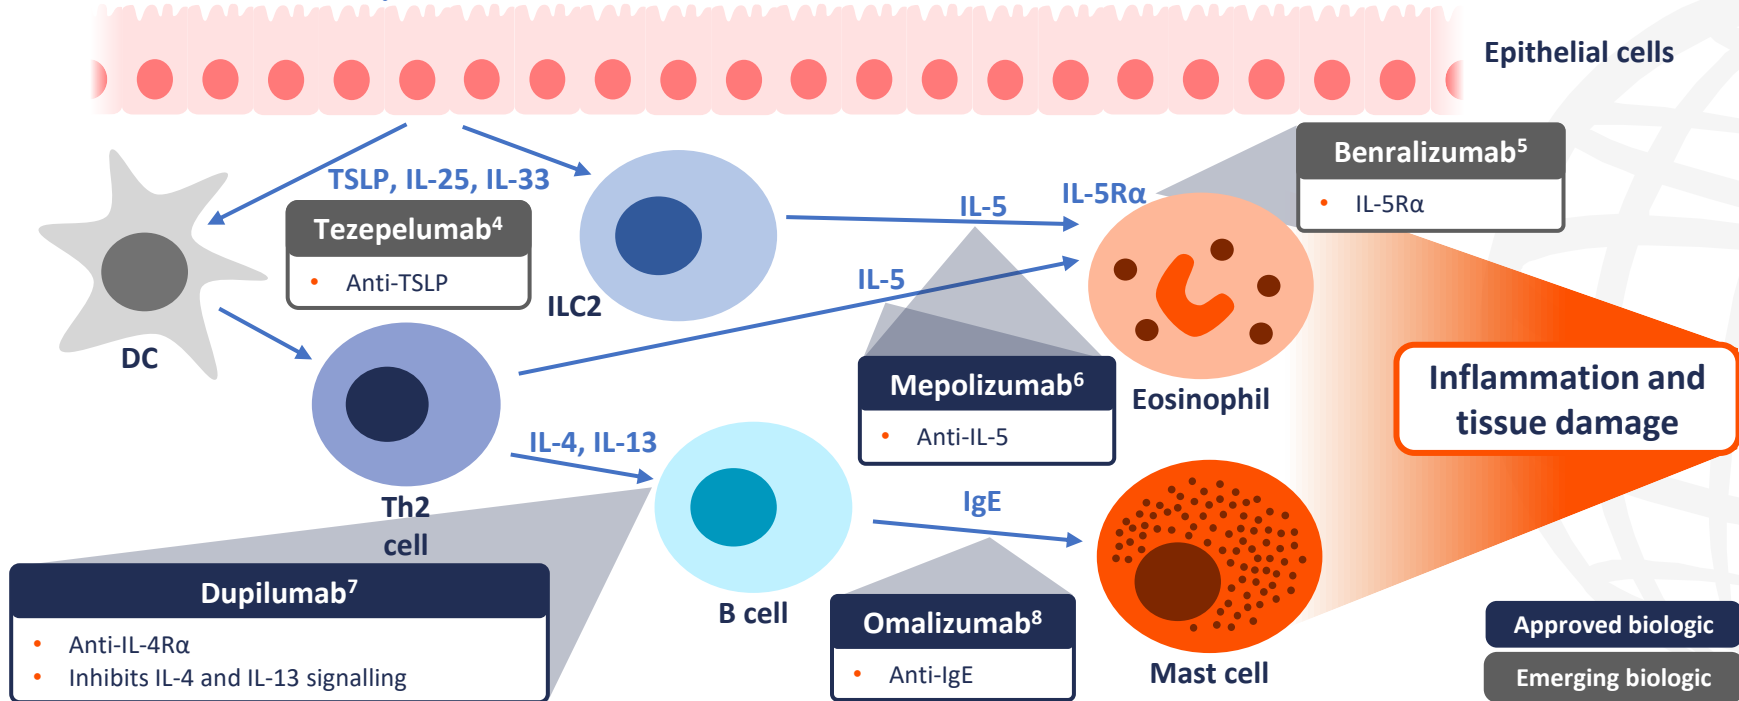 Epithelial cells
Benralizumab⁵
• IL-5Rα
TSLP, IL-25, IL-33
IL-5
IL-5Rα
Tezepelumab⁴
• Anti-TSLP
IL-5
ILC2
DC
Mepolizumab⁶
• Anti-IL-5
Eosinophil
Inflammation and
tissue damage
IL-4, IL-13
Th2
cell
IgE
Dupilumab⁷
• Anti-IL-4Rα
• Inhibits IL-4 and IL-13 signalling
B cell
Omalizumab⁸
• Anti-IgE
Mast cell
Approved biologic
Emerging biologic